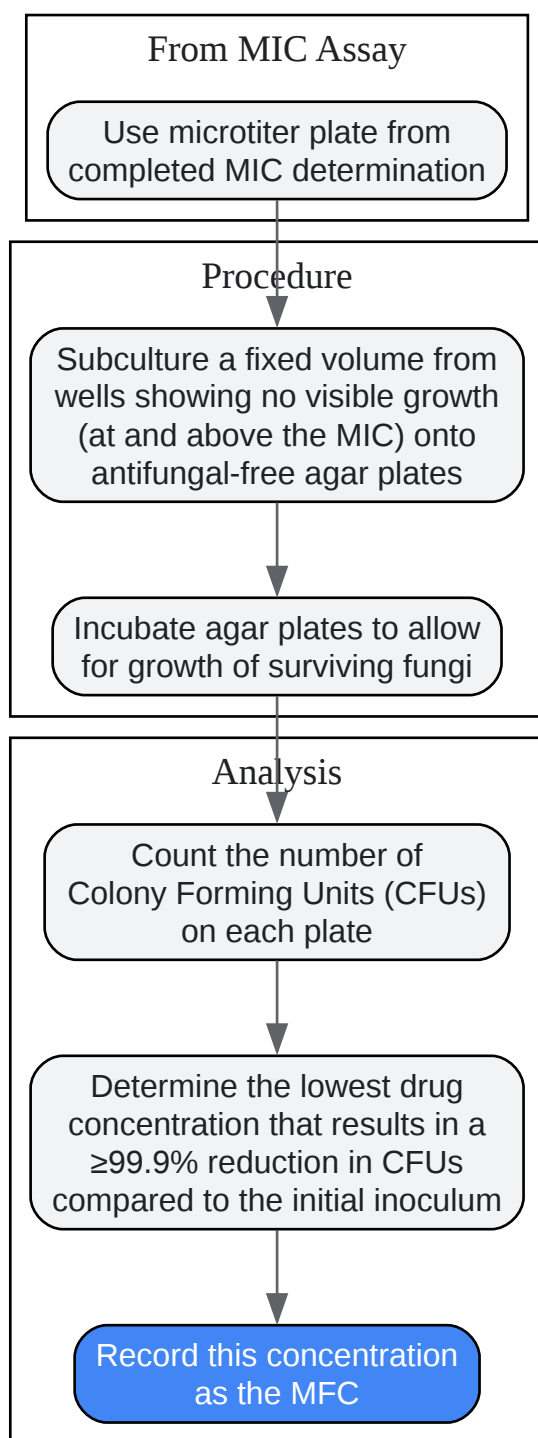 From MIC Assay
Use microtiter plate from
completed MIC determination
Procedure
Subculture a fixed volume from
wells showing no visible growth
(at and above the MIC) onto
antifungal-free agar plates
Incubate agar plates to allow
for growth of surviving fungi
Analysis
Count the number of
Colony Forming Units (CFUs)
on each plate
Determine the lowest drug
concentration that results in a
≥99.9% reduction in CFUs
compared to the initial inoculum
Record this concentration
as the MFC